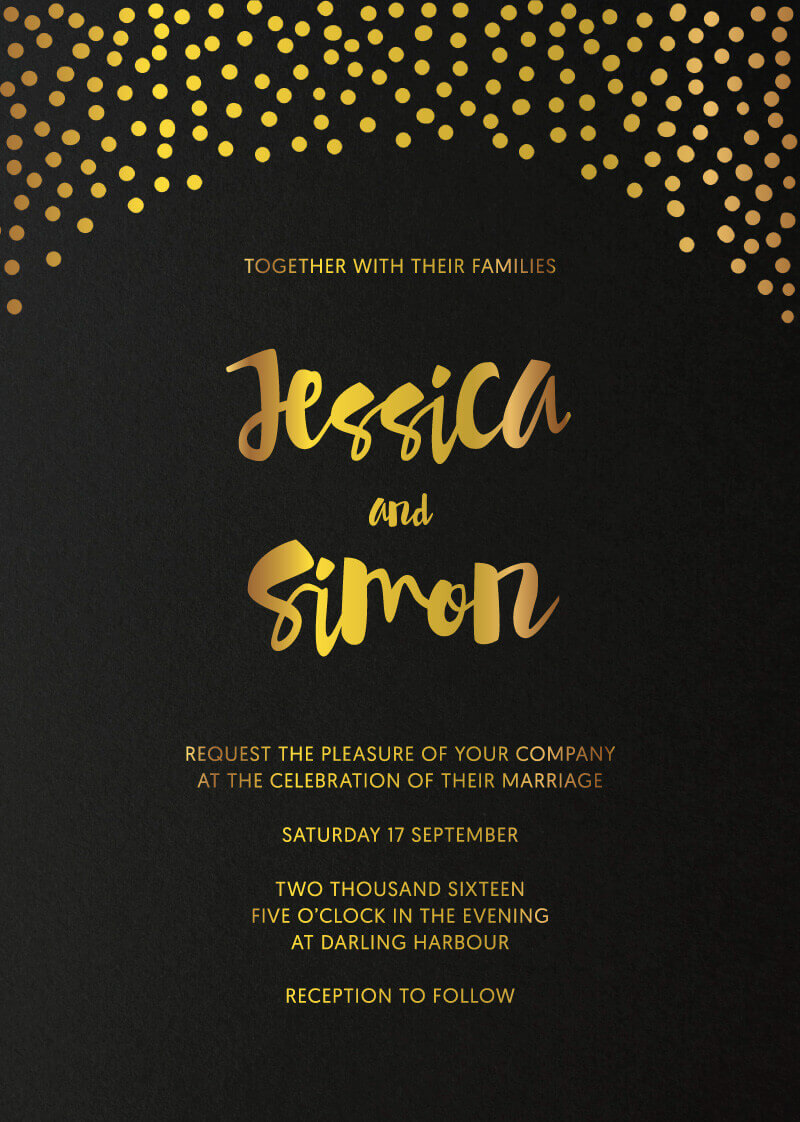 TOGETHER WITH THEIR FAMILIES
Jessica
and
Simon
REQUEST THE PLEASURE OF YOUR COMPANY
AT THE CELEBRATION OF THEIR MARRIAGE
SATURDAY 17 SEPTEMBER
TWO THOUSAND SIXTEEN
FIVE O’CLOCK IN THE EVENING
AT DARLING HARBOUR
RECEPTION TO FOLLOW